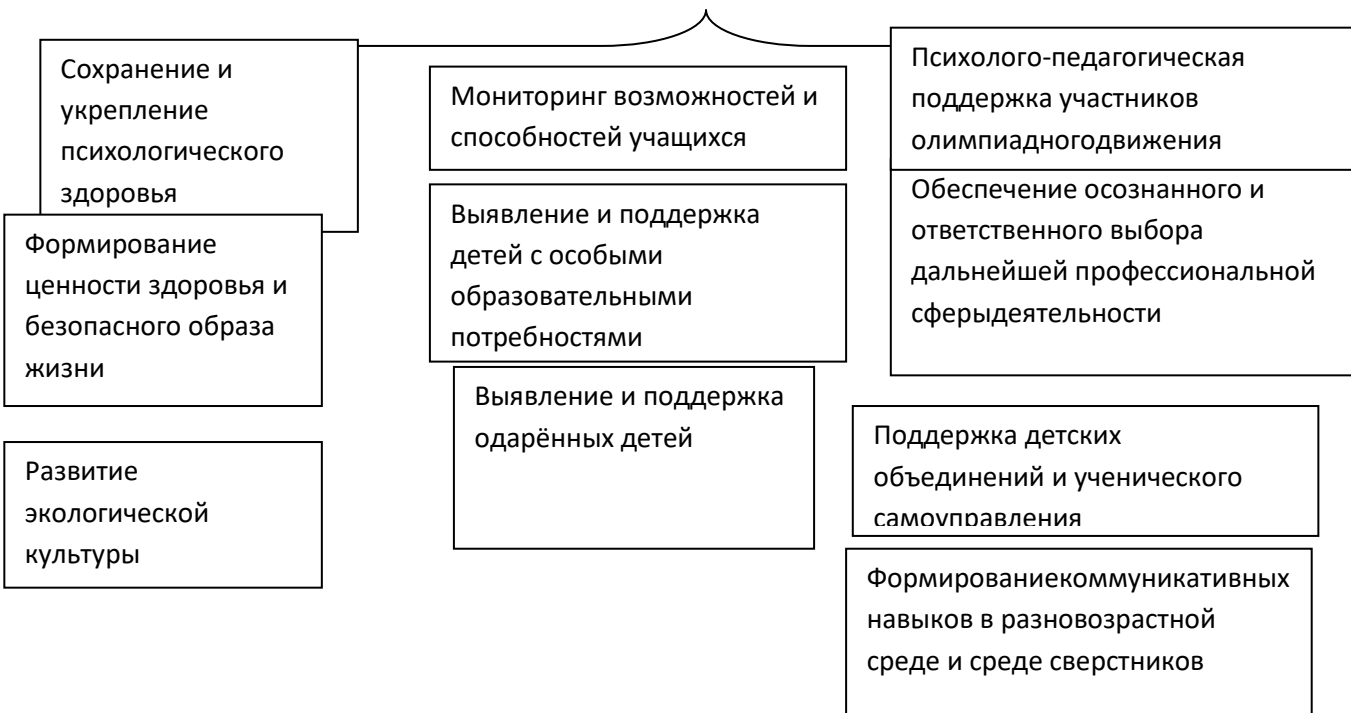 Сохранение и
укрепление
психологического
здоровья
Формирование
ценности здоровья и
безопасного образа
жизни
Развитие
экологической
культуры
Мониторинг возможностей и
способностей учащихся
Выявление и поддержка
детей с особыми
образовательными
потребностями
Выявление и поддержка
одарённых детей
Психолого-педагогическая
поддержка участников
олимпиадногодвижения
Обеспечение осознанного и
ответственного выбора
дальнейшей профессиональной
сферыдеятельности
Поддержка детских
объединений и ученического
самоуправления
Формированиекоммуникативных
навыков в разновозрастной
среде и среде сверстников